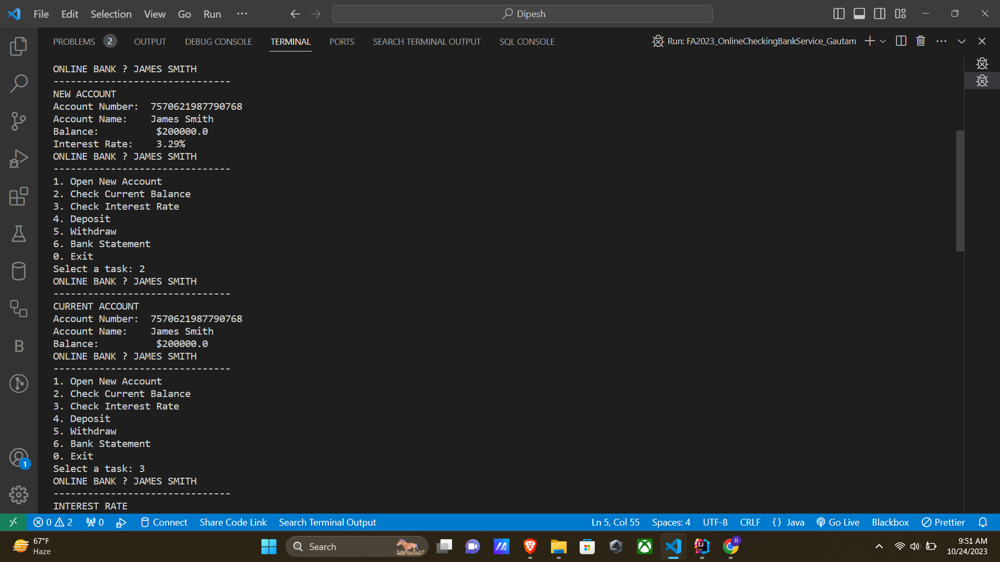 File Edit Selection View Go Run ···
Dipesh
PROBLEMS 2 OUTPUT DEBUG CONSOLE TERMINAL PORTS SEARCH TERMINAL OUTPUT SQL CONSOLE
Run: FA2023_OnlineCheckingBankService_Gautam
ONLINE BANK ? JAMES SMITH
-------------------------------
NEW ACCOUNT
Account Number: 7570621987790768
Account Name: James Smith
Balance: $200000.0
Interest Rate: 3.29%
ONLINE BANK ? JAMES SMITH
-------------------------------
1. Open New Account
2. Check Current Balance
3. Check Interest Rate
4. Deposit
5. Withdraw
6. Bank Statement
0. Exit
Select a task: 2
ONLINE BANK ? JAMES SMITH
-------------------------------
CURRENT ACCOUNT
Account Number: 7570621987790768
Account Name: James Smith
Balance: $200000.0
ONLINE BANK ? JAMES SMITH
-------------------------------
1. Open New Account
2. Check Current Balance
3. Check Interest Rate
4. Deposit
5. Withdraw
6. Bank Statement
0. Exit
Select a task: 3
ONLINE BANK ? JAMES SMITH
-------------------------------
INTEREST RATE
B
1
0 2 0 Connect Share Code Link Search Terminal Output
Ln 5, Col 55 Spaces: 4 UTF-8 CRLF {} Java Go Live Blackbox Prettier
67°F
Haze
Search
IJ
R
9:51 AM
10/24/2023